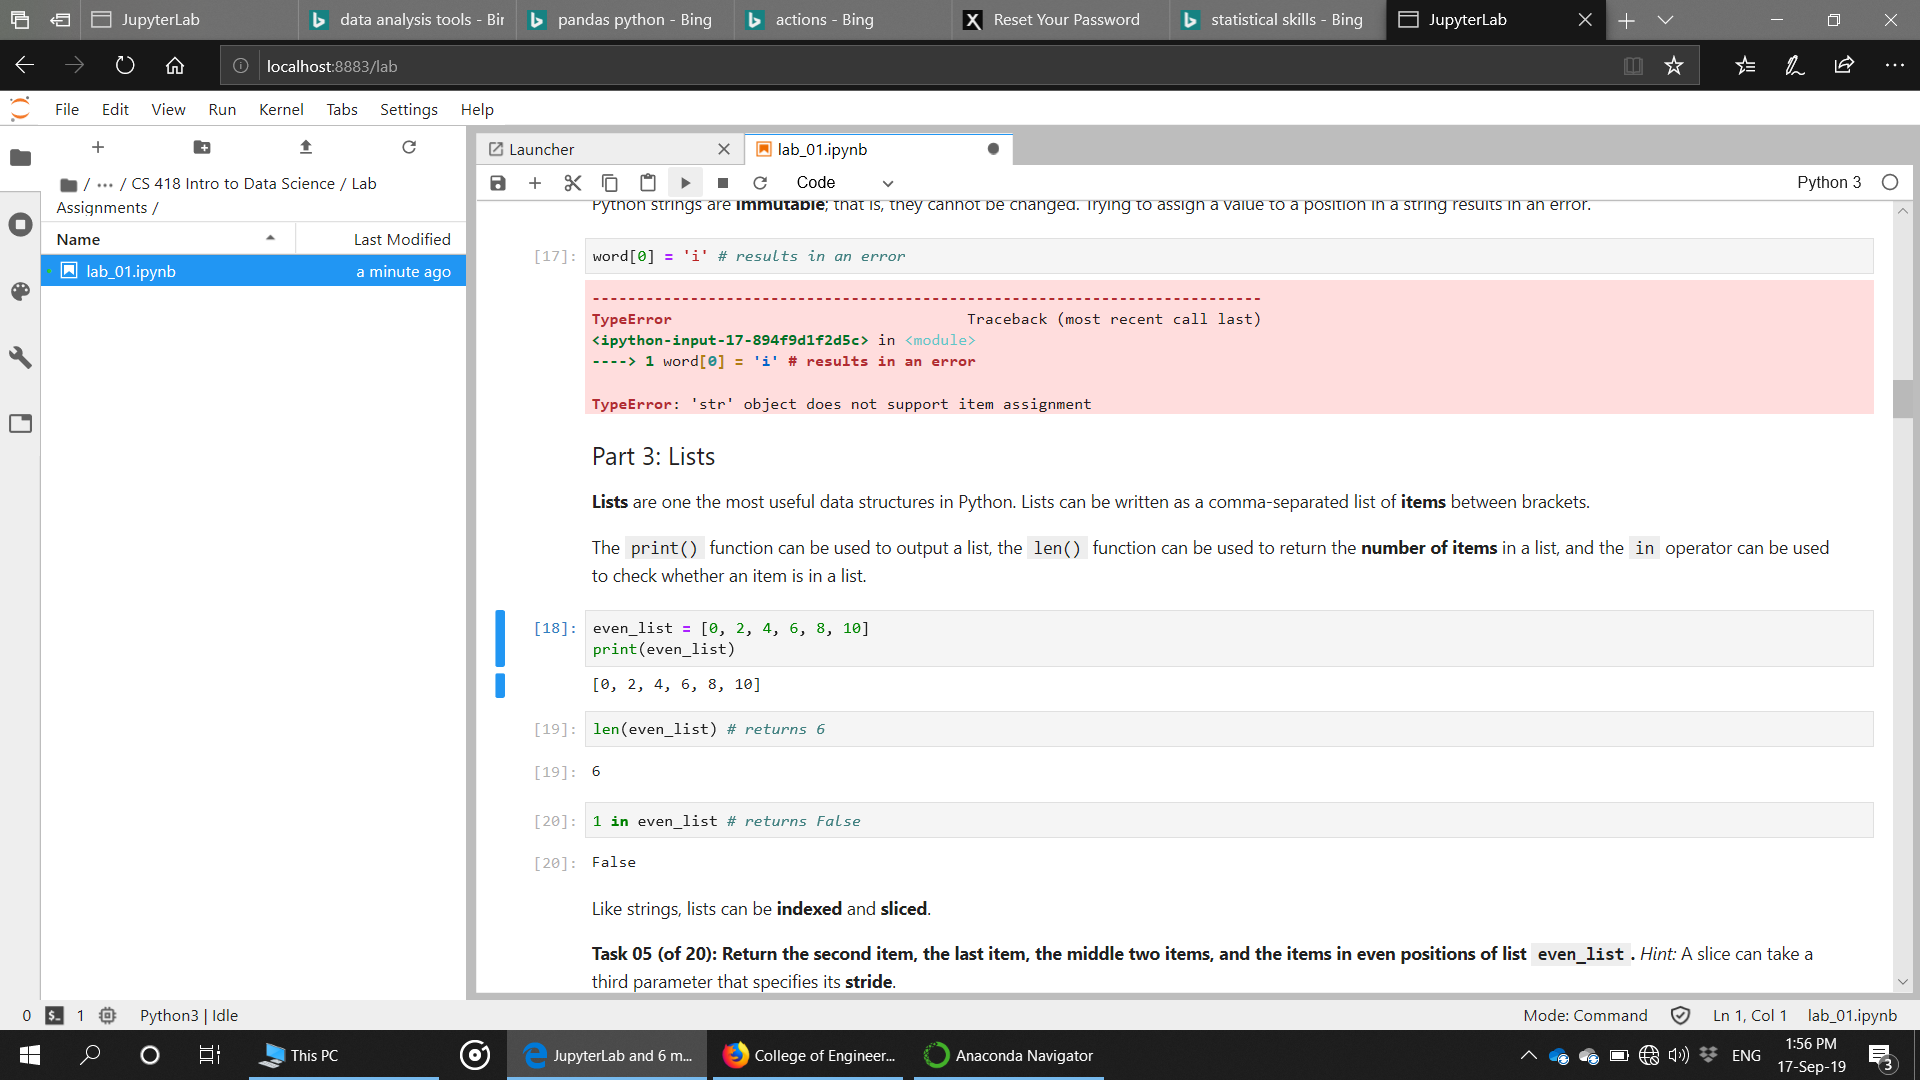 JupyterLab
data analysis tools - Bin
pandas python - Bing
actions - Bing
Reset Your Password
statistical skills - Bing
JupyterLab
localhost:8883/lab
File Edit View Run Kernel Tabs Settings Help
/ ··· / CS 418 Intro to Data Science / Lab
Assignments /
Name Last Modified
lab_01.ipynb a minute ago
Launcher
lab_01.ipynb
Code
Python 3
Python strings are immutable; that is, they cannot be changed. Trying to assign a value to a position in a string results in an error.
[17]: word[0] = 'i' # results in an error
---------------------------------------------------------------------------
TypeError Traceback (most recent call last)
<ipython-input-17-894f9d1f2d5c> in <module>
----> 1 word[0] = 'i' # results in an error
TypeError: 'str' object does not support item assignment
Part 3: Lists
Lists are one the most useful data structures in Python. Lists can be written as a comma-separated list of items between brackets.
The print() function can be used to output a list, the len() function can be used to return the number of items in a list, and the in operator can be used
to check whether an item is in a list.
[18]: even_list = [0, 2, 4, 6, 8, 10]
print(even_list)
[0, 2, 4, 6, 8, 10]
[19]: len(even_list) # returns 6
[19]: 6
[20]: 1 in even_list # returns False
[20]: False
Like strings, lists can be indexed and sliced.
Task 05 (of 20): Return the second item, the last item, the middle two items, and the items in even positions of list even_list . Hint: A slice can take a
third parameter that specifies its stride.
0 $_ 1 Python3 | Idle
Mode: Command Ln 1, Col 1 lab_01.ipynb
This PC
JupyterLab and 6 m...
College of Engineer...
Anaconda Navigator
ENG
1:56 PM
17-Sep-19
3